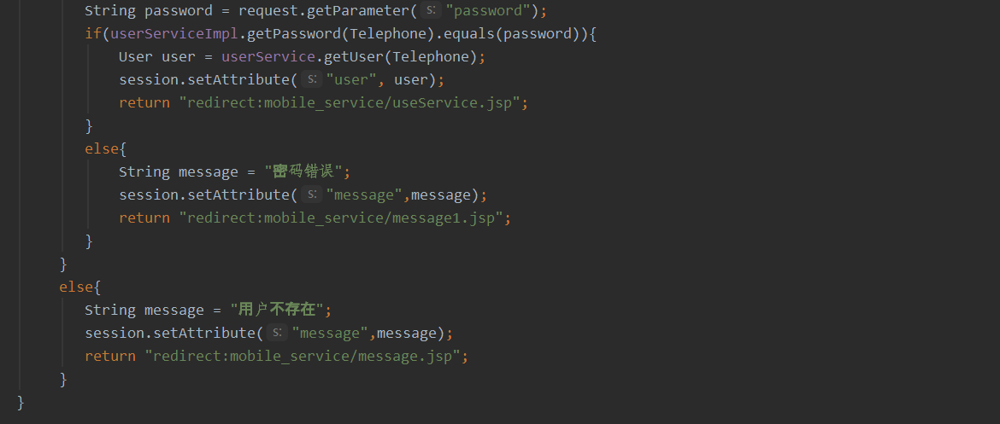 String password = request.getParameter( s: "password");
if(userServiceImpl.getPassword(Telephone).equals(password)){
User user = userService.getUser(Telephone);
session.setAttribute( s: "user", user);
return "redirect:mobile_service/useService.jsp";
}
else{
String message = "密码错误";
session.setAttribute( s: "message",message);
return "redirect:mobile_service/message1.jsp";
}
}
else{
String message = "用户不存在";
session.setAttribute( s: "message",message);
return "redirect:mobile_service/message.jsp";
}
}